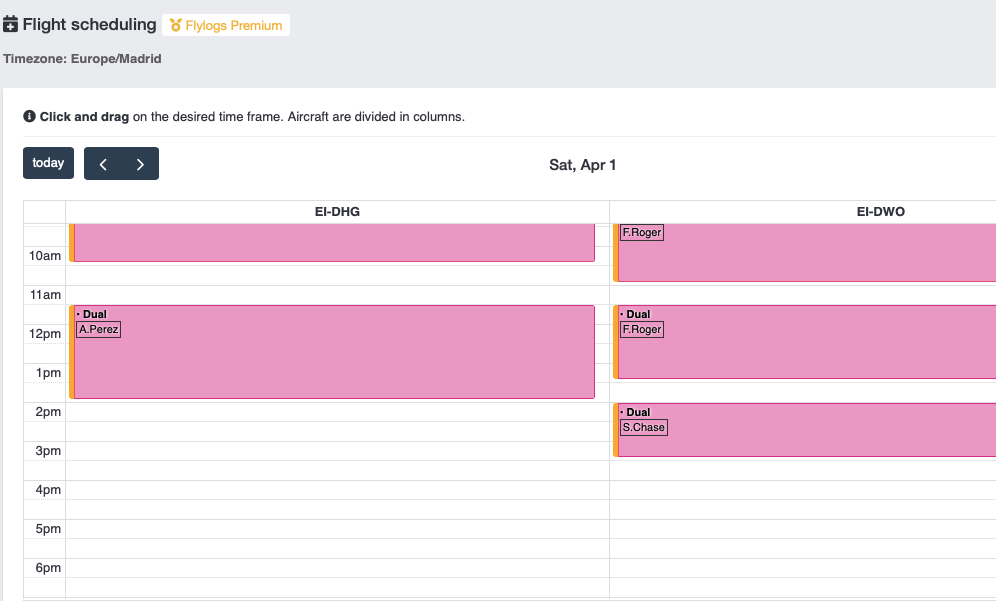 Flight scheduling Flylogs Premium
Timezone: Europe/Madrid
Click and drag on the desired time frame. Aircraft are divided in columns.
today
Sat, Apr 1
EI-DHG EI-DWO
F.Roger
10am
11am
· Dual · Dual
A.Perez F.Roger
12pm
1pm
2pm · Dual
S.Chase
3pm
4pm
5pm
6pm